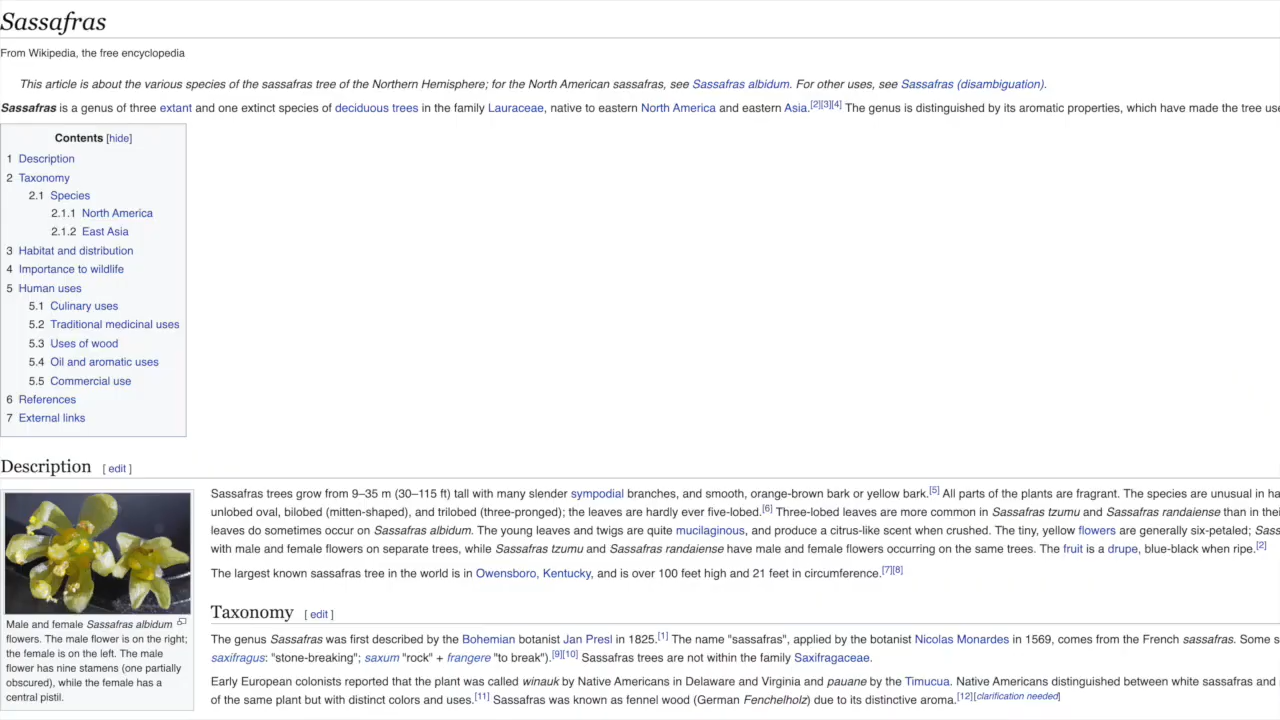 Sassafras
From Wikipedia, the free encyclopedia
This article is about the various species of the sassafras tree of the Northern Hemisphere; for the North American sassafras, see Sassafras albidum. For other uses, see Sassafras (disambiguation).
Sassafras is a genus of three extant and one extinct species of deciduous trees in the family Lauraceae, native to eastern North America and eastern Asia.[2][3][4] The genus is distinguished by its aromatic properties, which have made the tree
Contents [hide]
1 Description
2 Taxonomy
2.1 Species
2.1.1 North America
2.1.2 East Asia
3 Habitat and distribution
4 Importance to wildlife
5 Human uses
5.1 Culinary uses
5.2 Traditional medicinal uses
5.3 Uses of wood
5.4 Oil and aromatic uses
5.5 Commercial use
6 References
7 External links
Description [ edit ]
Male and female Sassafras albidum
flowers. The male flower is on the right;
the female is on the left. The male
flower has nine stamens (one partially
obscured), while the female has a
central pistil.
Sassafras trees grow from 9–35 m (30–115 ft) tall with many slender sympodial branches, and smooth, orange-brown bark or yellow bark.[5] All parts of the plants are fragrant. The species are unusual in
unlobed oval, bilobed (mitten-shaped), and trilobed (three-pronged); the leaves are hardly ever five-lobed.[6] Three-lobed leaves are more common in Sassafras tzumu and Sassafras randaiense than in
leaves do sometimes occur on Sassafras albidum. The young leaves and twigs are quite mucilaginous, and produce a citrus-like scent when crushed. The tiny, yellow flowers are generally six-petaled;
with male and female flowers on separate trees, while Sassafras tzumu and Sassafras randaiense have male and female flowers occurring on the same trees. The fruit is a drupe, blue-black when ripe.[2]
The largest known sassafras tree in the world is in Owensboro, Kentucky, and is over 100 feet high and 21 feet in circumference.[7][8]
Taxonomy [ edit ]
The genus Sassafras was first described by the Bohemian botanist Jan Presl in 1825.[1] The name "sassafras", applied by the botanist Nicolas Monardes in 1569, comes from the French sassafras. Some
saxifragus: "stone-breaking"; saxum "rock" + frangere "to break").[9][10] Sassafras trees are not within the family Saxifragaceae.
Early European colonists reported that the plant was called winauk by Native Americans in Delaware and Virginia and pauane by the Timucua. Native Americans distinguished between white sassafras and
of the same plant but with distinct colors and uses.[11] Sassafras was known as fennel wood (German Fenchelholz) due to its distinctive aroma.[12][clarification needed]